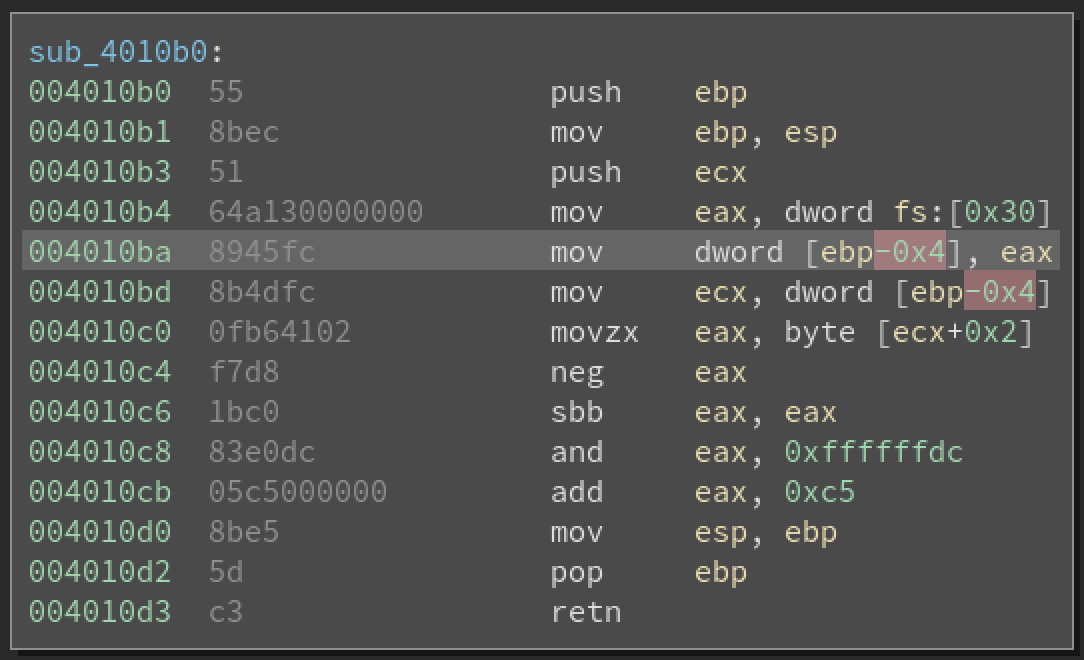 sub_4010b0:
004010b0  55                 push    ebp
004010b1  8bec               mov     ebp, esp
004010b3  51                 push    ecx
004010b4  64a130000000       mov     eax, dword fs:[0x30]
004010ba  8945fc             mov     dword [ebp-0x4], eax
004010bd  8b4dfc             mov     ecx, dword [ebp-0x4]
004010c0  0fb64102           movzx   eax, byte [ecx+0x2]
004010c4  f7d8               neg     eax
004010c6  1bc0               sbb     eax, eax
004010c8  83e0dc             and     eax, 0xffffffdc
004010cb  05c5000000         add     eax, 0xc5
004010d0  8be5               mov     esp, ebp
004010d2  5d                 pop     ebp
004010d3  c3                 retn